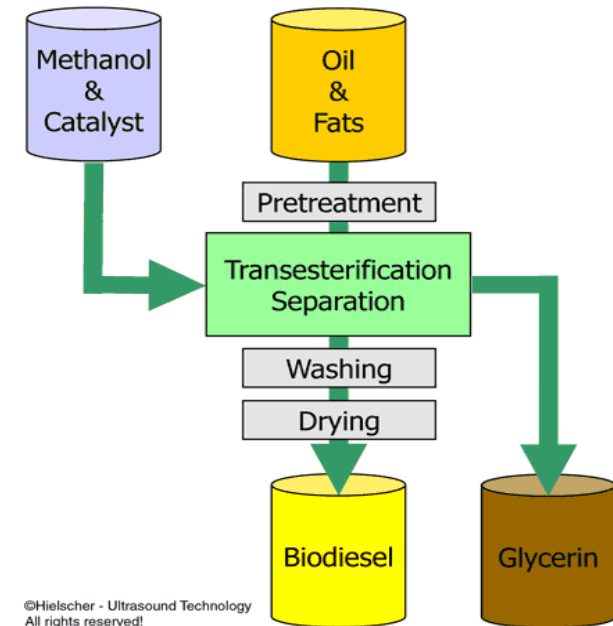 Methanol
&
Catalyst
Oil
&
Fats
Pretreatment
Transesterification
Separation
Washing
Drying
Biodiesel
Glycerin
©Hielscher - Ultrasound Technology
All rights reserved!